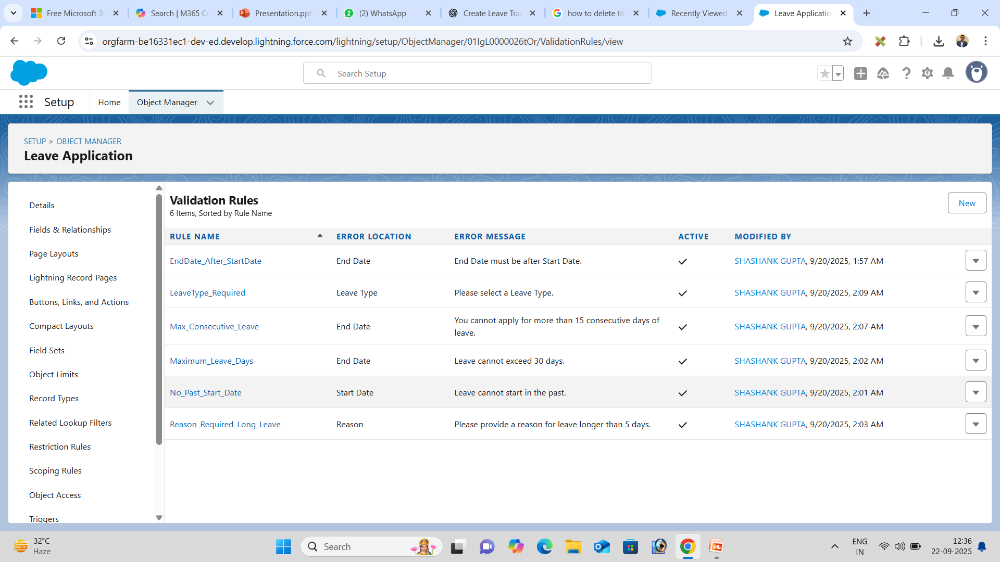 Free Microsoft 36
Search | M365 Co
Presentation.ppt
(2) WhatsApp
Create Leave Tra
how to delete tit
Recently Viewed
Leave Applicatio
orgfarm-be16331ec1-dev-ed.develop.lightning.force.com/lightning/setup/ObjectManager/01IgL0000026tOr/ValidationRules/view
Search Setup
Setup
Home
Object Manager
SETUP > OBJECT MANAGER
Leave Application
Details
Fields & Relationships
Page Layouts
Lightning Record Pages
Buttons, Links, and Actions
Compact Layouts
Field Sets
Object Limits
Record Types
Related Lookup Filters
Restriction Rules
Scoping Rules
Object Access
Triggers
Validation Rules
6 Items, Sorted by Rule Name
New
RULE NAME ERROR LOCATION ERROR MESSAGE ACTIVE MODIFIED BY
EndDate_After_StartDate End Date End Date must be after Start Date. SHASHANK GUPTA, 9/20/2025, 1:57 AM
LeaveType_Required Leave Type Please select a Leave Type. SHASHANK GUPTA, 9/20/2025, 2:09 AM
Max_Consecutive_Leave End Date You cannot apply for more than 15 consecutive days of
leave. SHASHANK GUPTA, 9/20/2025, 2:07 AM
Maximum_Leave_Days End Date Leave cannot exceed 30 days. SHASHANK GUPTA, 9/20/2025, 2:02 AM
No_Past_Start_Date Start Date Leave cannot start in the past. SHASHANK GUPTA, 9/20/2025, 2:01 AM
Reason_Required_Long_Leave Reason Please provide a reason for leave longer than 5 days. SHASHANK GUPTA, 9/20/2025, 2:03 AM
32°C
Haze
Search
ENG
IN
12:36
22-09-2025